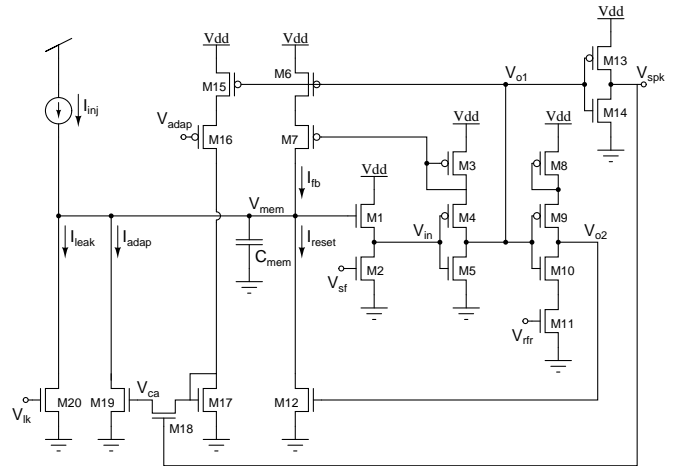 Vdd
Vdd
Vdd
M13
Vspk
M15
M6
Vo1
M14
Iinj
Vadap
M16
M7
Vdd
Vdd
M3
M8
Ifb
Vdd
Vmem
M1
Vin
M4
M9
Vo2
Ileak
Iadap
Cmem
Ireset
M2
M5
M10
Vsf
Vrfr
M11
Vlk
M20
M19
Vca
M18
M17
M12